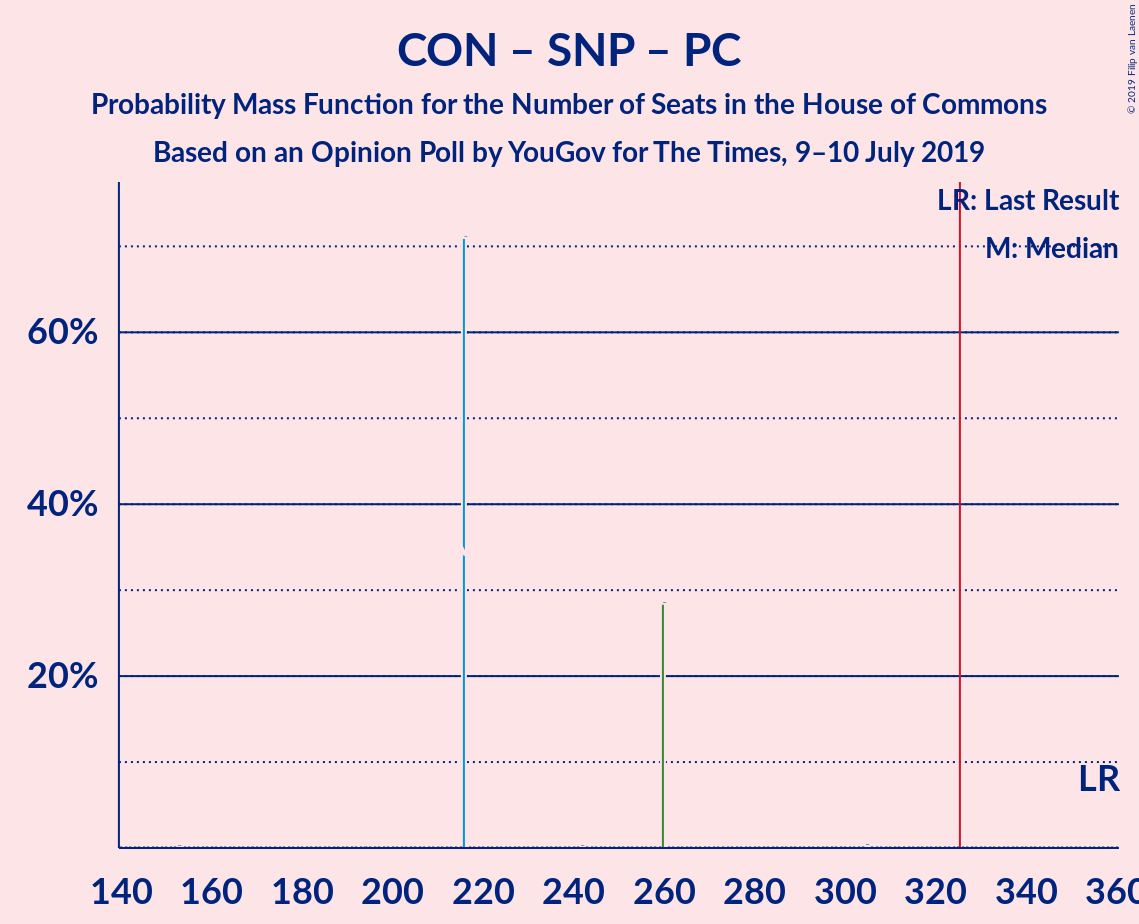 CON – SNP – PC
Probability Mass Function for the Number of Seats in the House of Commons
Based on an Opinion Poll by YouGov for The Times, 9–10 July 2019
© 2019 Filip van Laenen
LR: Last Result
M: Median
60%
40%
20%
LR
140 160 180 200 220 240 260 280 300 320 340 360